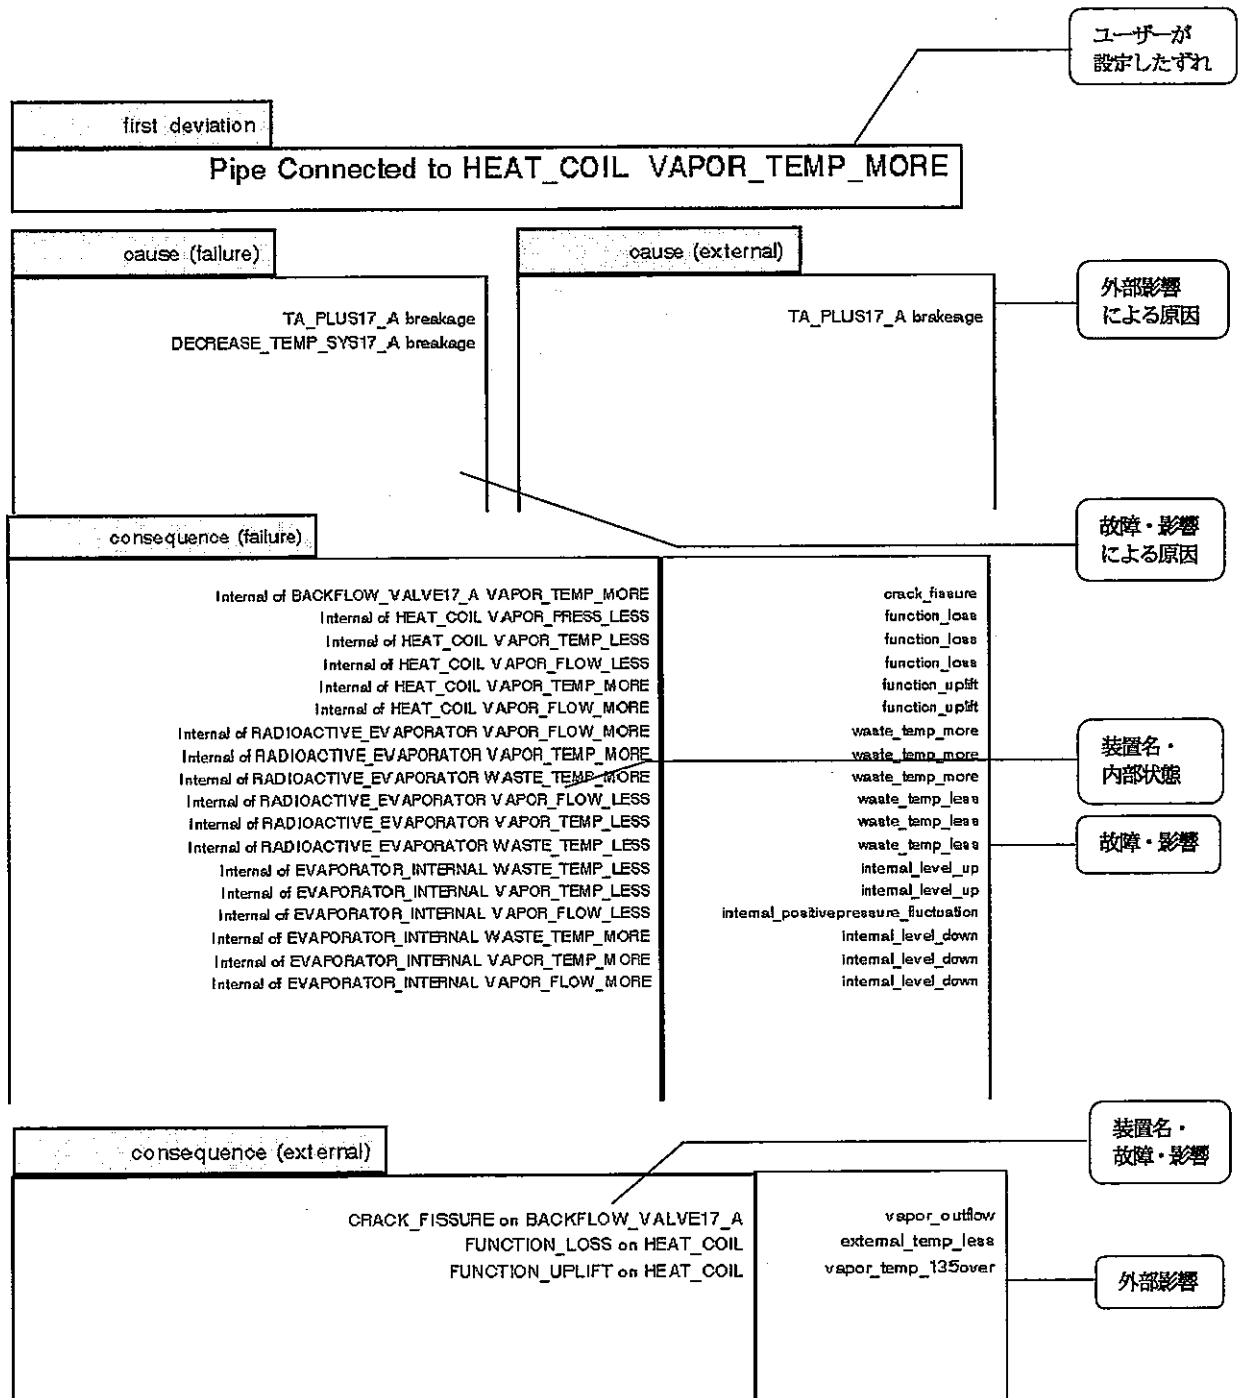 ユーザーが
設定したずれ
first deviation
Pipe Connected to HEAT_COIL VAPOR_TEMP_MORE
cause (failure)
cause (external)
TA_PLUS17_A breakage
DECREASE_TEMP_SYS17_A breakage
TA_PLUS17_A brakeage
外部影響
による原因
故障・影響
による原因
consequence (failure)
Internal of BACKFLOW_VALVE17_A VAPOR_TEMP_MORE crack_fissure
Internal of HEAT_COIL VAPOR_PRESS_LESS function_loss
Internal of HEAT_COIL VAPOR_TEMP_LESS function_loss
Internal of HEAT_COIL VAPOR_FLOW_LESS function_loss
Internal of HEAT_COIL VAPOR_TEMP_MORE function_uplift
Internal of HEAT_COIL VAPOR_FLOW_MORE function_uplift
Internal of RADIOACTIVE_EVAPORATOR VAPOR_FLOW_MORE waste_temp_more
Internal of RADIOACTIVE_EVAPORATOR VAPOR_TEMP_MORE waste_temp_more
Internal of RADIOACTIVE_EVAPORATOR WASTE_TEMP_MORE waste_temp_more
Internal of RADIOACTIVE_EVAPORATOR VAPOR_FLOW_LESS waste_temp_less
Internal of RADIOACTIVE_EVAPORATOR VAPOR_TEMP_LESS waste_temp_less
Internal of RADIOACTIVE_EVAPORATOR WASTE_TEMP_LESS waste_temp_less
Internal of EVAPORATOR_INTERNAL WASTE_TEMP_LESS internal_level_up
Internal of EVAPORATOR_INTERNAL VAPOR_TEMP_LESS internal_level_up
Internal of EVAPORATOR_INTERNAL VAPOR_FLOW_LESS internal_positivepressure_fluctuation
Internal of EVAPORATOR_INTERNAL WASTE_TEMP_MORE internal_level_down
Internal of EVAPORATOR_INTERNAL VAPOR_TEMP_MORE internal_level_down
Internal of EVAPORATOR_INTERNAL VAPOR_FLOW_MORE internal_level_down
装置名・
内部状態
故障・影響
consequence (external)
装置名・
故障・影響
CRACK_FISSURE on BACKFLOW_VALVE17_A vapor_outflow
FUNCTION_LOSS on HEAT_COIL external_temp_less
FUNCTION_UPLIFT on HEAT_COIL vapor_temp_135over
外部影響